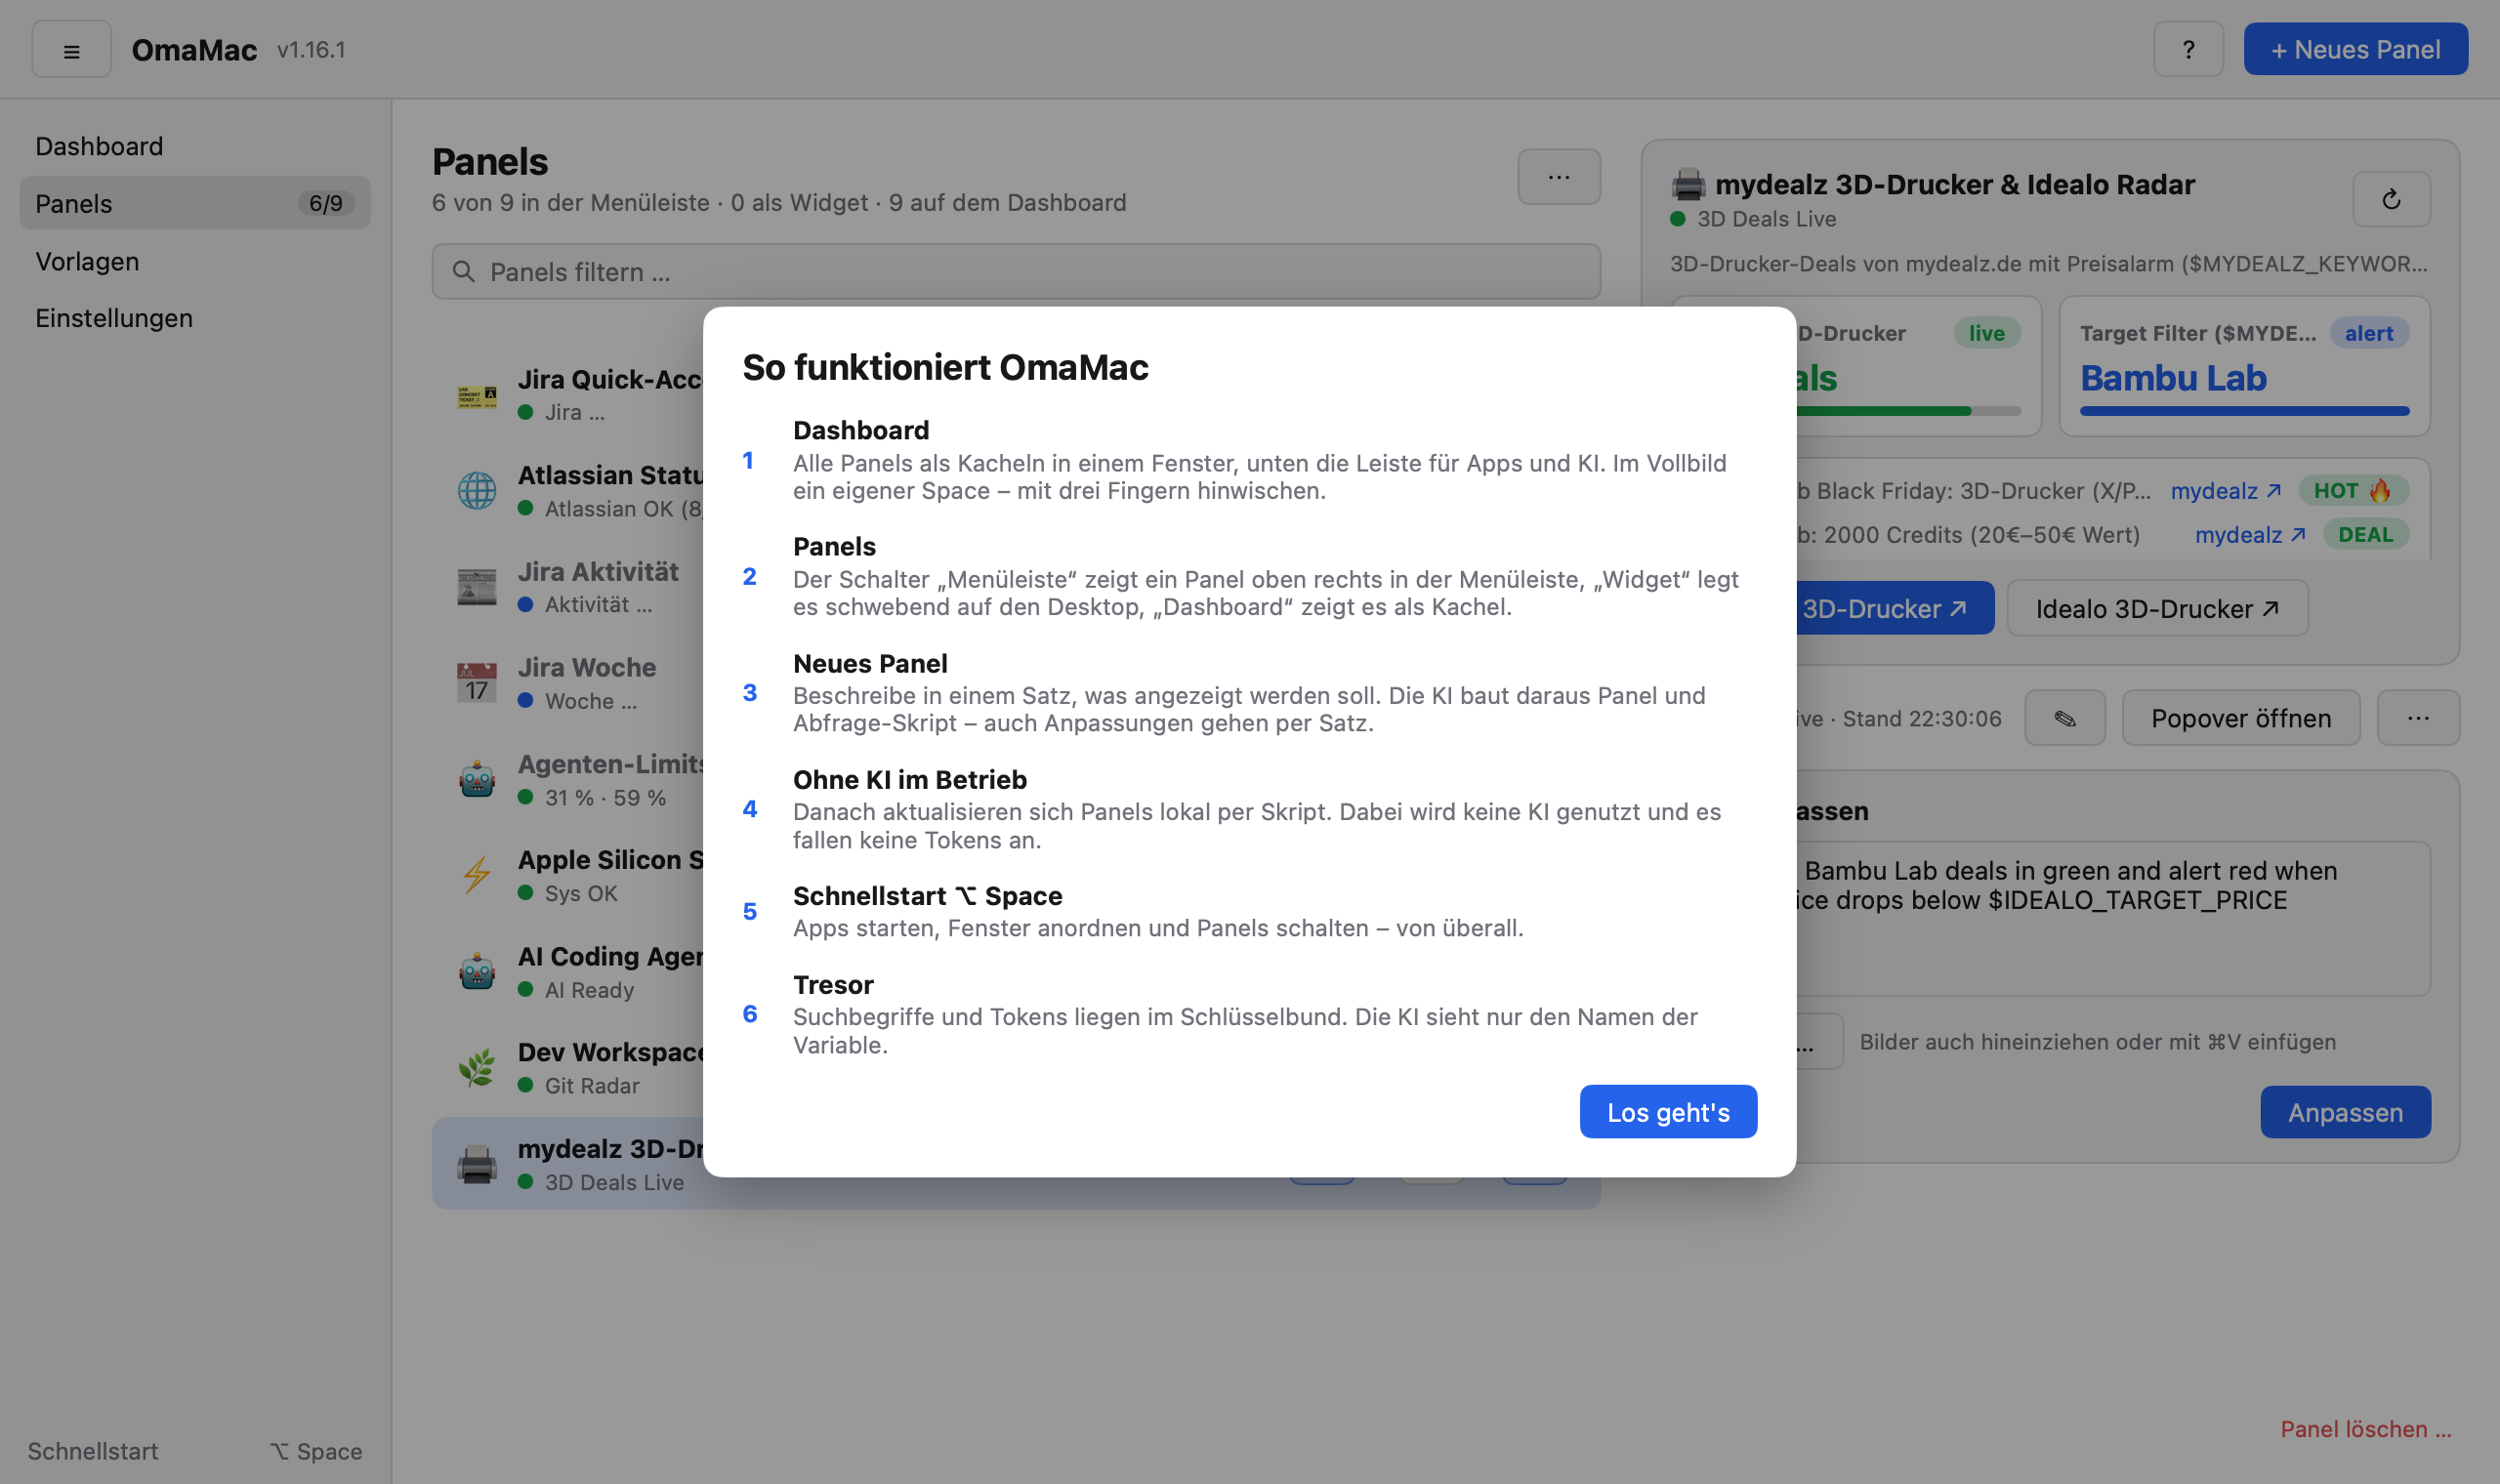 ≡ OmaMac v1.16.1
?
+ Neues Panel
Dashboard
Panels 6/9
Vorlagen
Einstellungen
Schnellstart ⌥ Space
Panels
6 von 9 in der Menüleiste · 0 als Widget · 9 auf dem Dashboard
...
Panels filtern ...
Jira Quick-Acc
Jira ...
Atlassian Statu
Atlassian OK (8
Jira Aktivität
Aktivität ...
JUL 17
Jira Woche
Woche ...
Agenten-Limits
31 % · 59 %
Apple Silicon S
Sys OK
AI Coding Agen
AI Ready
Dev Workspace
Git Radar
mydealz 3D-Dr
3D Deals Live
So funktioniert OmaMac
1 Dashboard
Alle Panels als Kacheln in einem Fenster, unten die Leiste für Apps und KI. Im Vollbild
ein eigener Space – mit drei Fingern hinwischen.
2 Panels
Der Schalter „Menüleiste“ zeigt ein Panel oben rechts in der Menüleiste, „Widget“ legt
es schwebend auf den Desktop, „Dashboard“ zeigt es als Kachel.
3 Neues Panel
Beschreibe in einem Satz, was angezeigt werden soll. Die KI baut daraus Panel und
Abfrage-Skript – auch Anpassungen gehen per Satz.
4 Ohne KI im Betrieb
Danach aktualisieren sich Panels lokal per Skript. Dabei wird keine KI genutzt und es
fallen keine Tokens an.
5 Schnellstart ⌥ Space
Apps starten, Fenster anordnen und Panels schalten – von überall.
6 Tresor
Suchbegriffe und Tokens liegen im Schlüsselbund. Die KI sieht nur den Namen der
Variable.
Los geht's
mydealz 3D-Drucker & Idealo Radar
3D Deals Live
3D-Drucker-Deals von mydealz.de mit Preisalarm ($MYDEALZ_KEYWOR...
D-Drucker live
als
Target Filter ($MYDE... alert
Bambu Lab
b Black Friday: 3D-Drucker (X/P... mydealz ↗ HOT 🔥
b: 2000 Credits (20€–50€ Wert) mydealz ↗ DEAL
3D-Drucker ↗
Idealo 3D-Drucker ↗
ive · Stand 22:30:06
Popover öffnen
...
assen
Bambu Lab deals in green and alert red when
ice drops below $IDEALO_TARGET_PRICE
...
Bilder auch hineinziehen oder mit ⌘V einfügen
Anpassen
Panel löschen ...